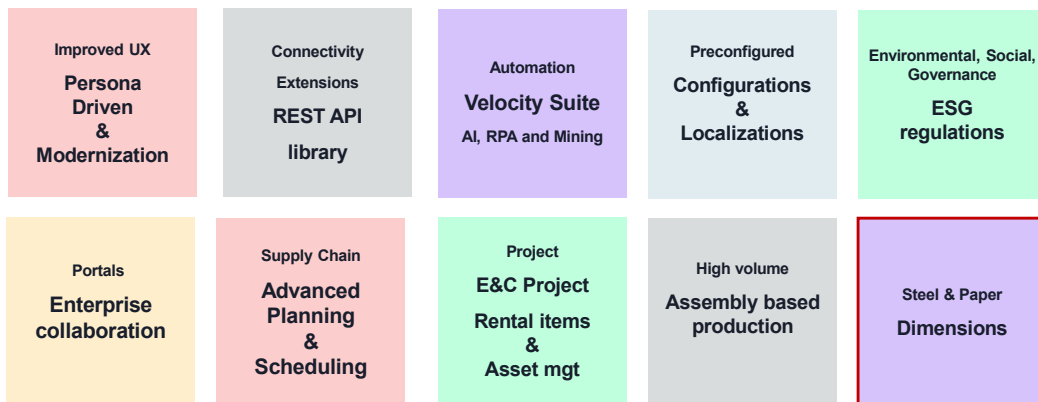 Improved UX
Persona
Driven
&
Modernization
Connectivity
Extensions
REST API
library
Automation
Velocity Suite
AI, RPA and Mining
Preconfigured
Configurations
&
Localizations
Environmental, Social,
Governance
ESG
regulations
Portals
Enterprise
collaboration
Supply Chain
Advanced
Planning
&
Scheduling
Project
E&C Project
Rental items
&
Asset mgt
High volume
Assembly based
production
Steel & Paper
Dimensions